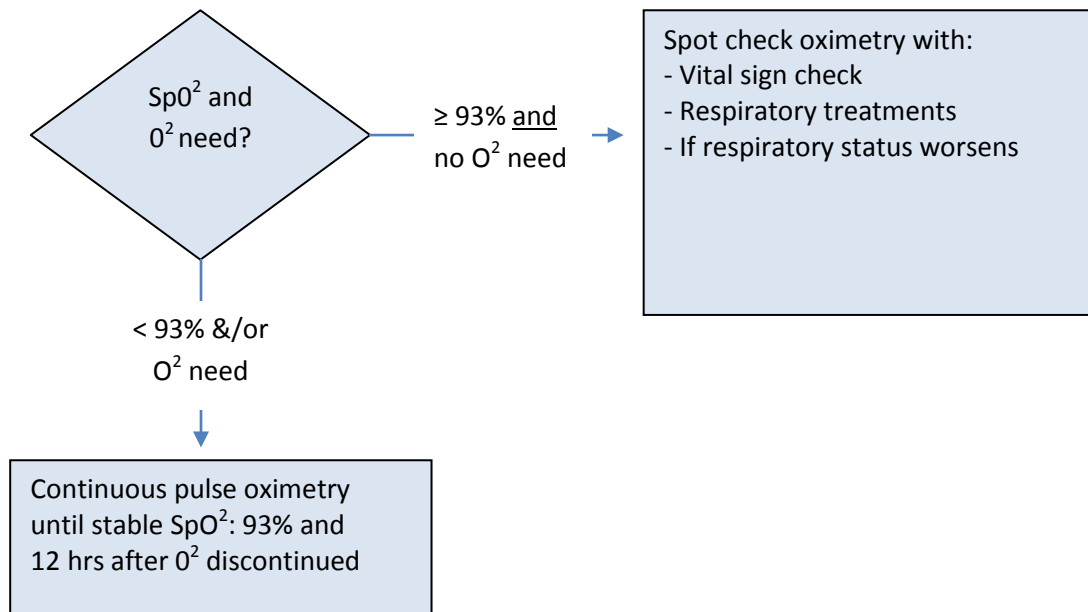 Sp0² and
0² need?
≥ 93% and
no O² need
Spot check oximetry with:
- Vital sign check
- Respiratory treatments
- If respiratory status worsens
< 93% &/or
O² need
Continuous pulse oximetry
until stable SpO²: 93% and
12 hrs after 0² discontinued